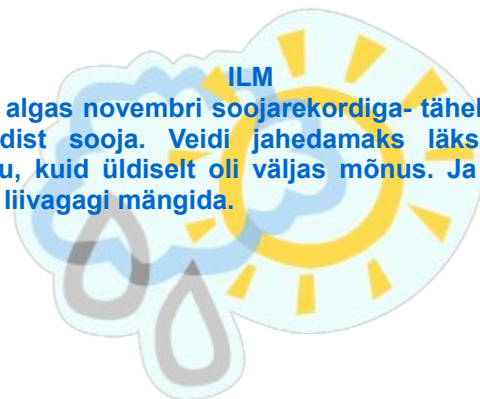 ILM
algas novembri soojarekordiga- tähel
dist sooja. Veidi jahedamaks läks
u, kuid üldiselt oli väljas mõnus. Ja
liivagagi mängida.